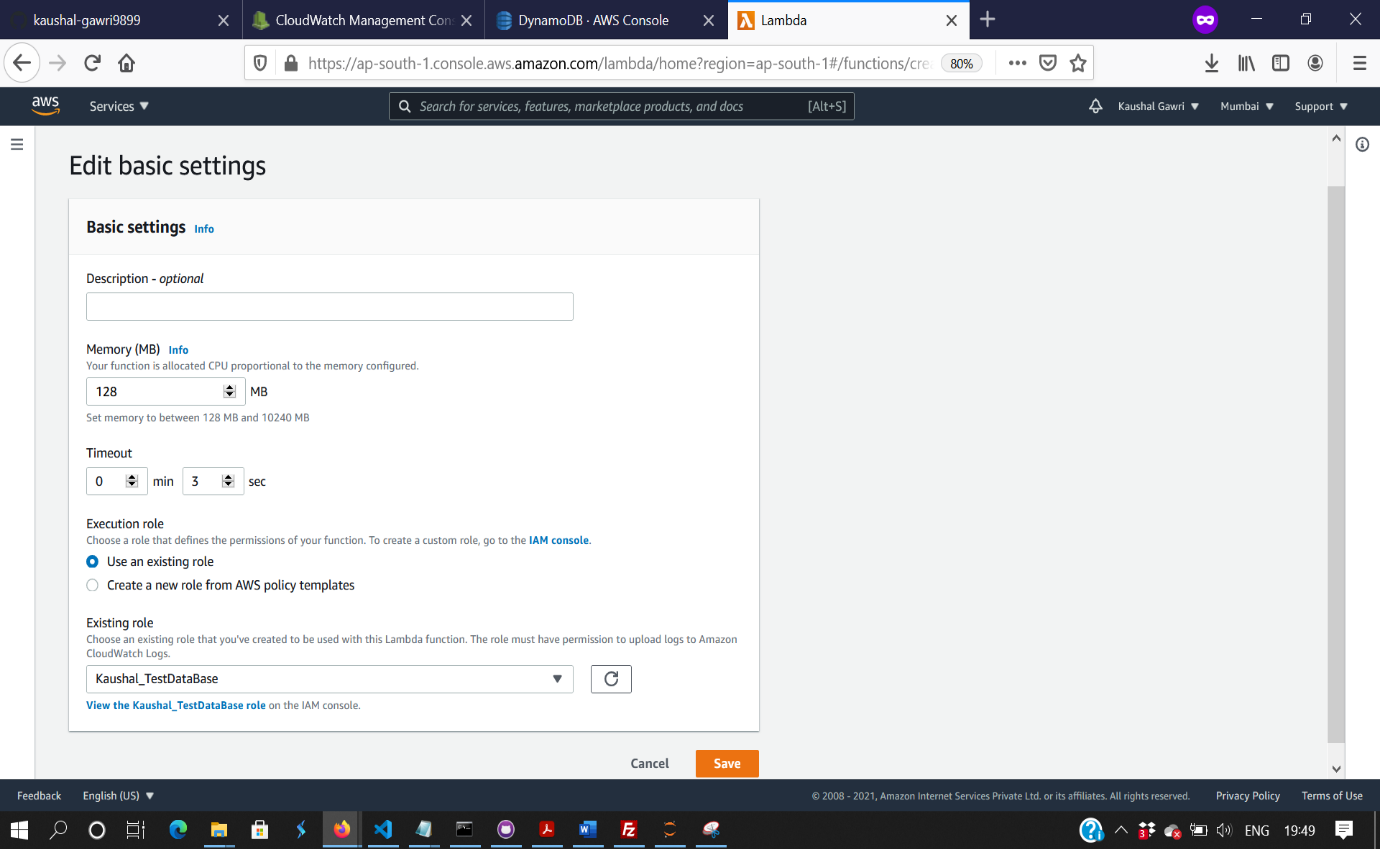 kaushal-gawri9899
CloudWatch Management Con
DynamoDB · AWS Console
Lambda
https://ap-south-1.console.aws.amazon.com/lambda/home?region=ap-south-1#/functions/cre
80%
aws
Services
Search for services, features, marketplace products, and docs
[Alt+S]
Kaushal Gawri
Mumbai
Support
Edit basic settings
Basic settings Info
Description - optional
Memory (MB) Info
Your function is allocated CPU proportional to the memory configured.
128 MB
Set memory to between 128 MB and 10240 MB
Timeout
0 min 3 sec
Execution role
Choose a role that defines the permissions of your function. To create a custom role, go to the IAM console.
Use an existing role
Create a new role from AWS policy templates
Existing role
Choose an existing role that you've created to be used with this Lambda function. The role must have permission to upload logs to Amazon
CloudWatch Logs.
Kaushal_TestDataBase
View the Kaushal_TestDataBase role on the IAM console.
Cancel
Save
Feedback
English (US)
© 2008 - 2021, Amazon Internet Services Private Ltd. or its affiliates. All rights reserved.
Privacy Policy
Terms of Use
ENG
19:49